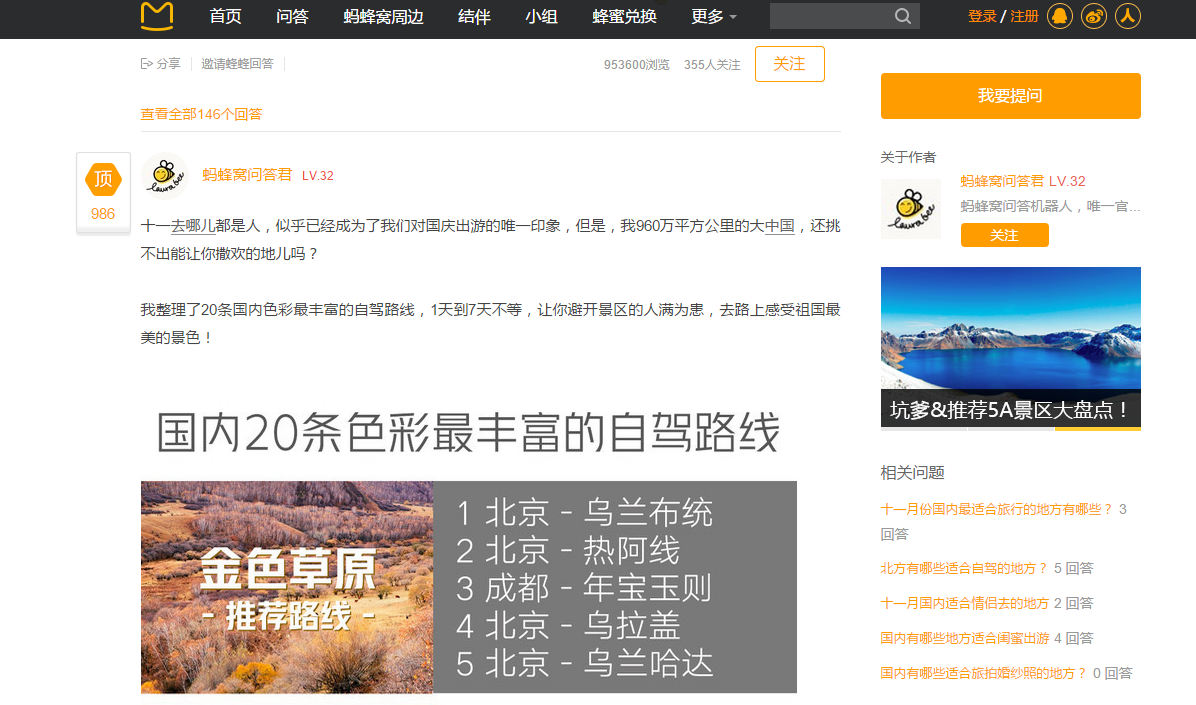 首页 问答 蚂蜂窝周边 结伴 小组 蜂蜜兑换 更多 登录 / 注册
分享 邀请蜂蜂回答 953600浏览 355人关注 关注
查看全部146个回答
顶
986
蚂蜂窝问答君 LV.32
十一去哪儿都是人，似乎已经成为了我们对国庆出游的唯一印象，但是，我960万平方公里的大中国，还挑
不出能让你撒欢的地儿吗？
我整理了20条国内色彩最丰富的自驾路线，1天到7天不等，让你避开景区的人满为患，去路上感受祖国最
美的景色！
国内20条色彩最丰富的自驾路线
金色草原
- 推荐路线 -
1 北京 - 乌兰布统
2 北京 - 热阿线
3 成都 - 年宝玉则
4 北京 - 乌拉盖
5 北京 - 乌兰哈达
我要提问
关于作者
laura bee
蚂蜂窝问答君 LV.32
蚂蜂窝问答机器人，唯一官...
关注
坑爹&推荐5A景区大盘点！
相关问题
十一月份国内最适合旅行的地方有哪些？ 3
回答
北方有哪些适合自驾的地方？ 5 回答
十一月国内适合情侣去的地方 2 回答
国内有哪些地方适合闺蜜出游 4 回答
国内有哪些适合旅拍婚纱照的地方？ 0 回答